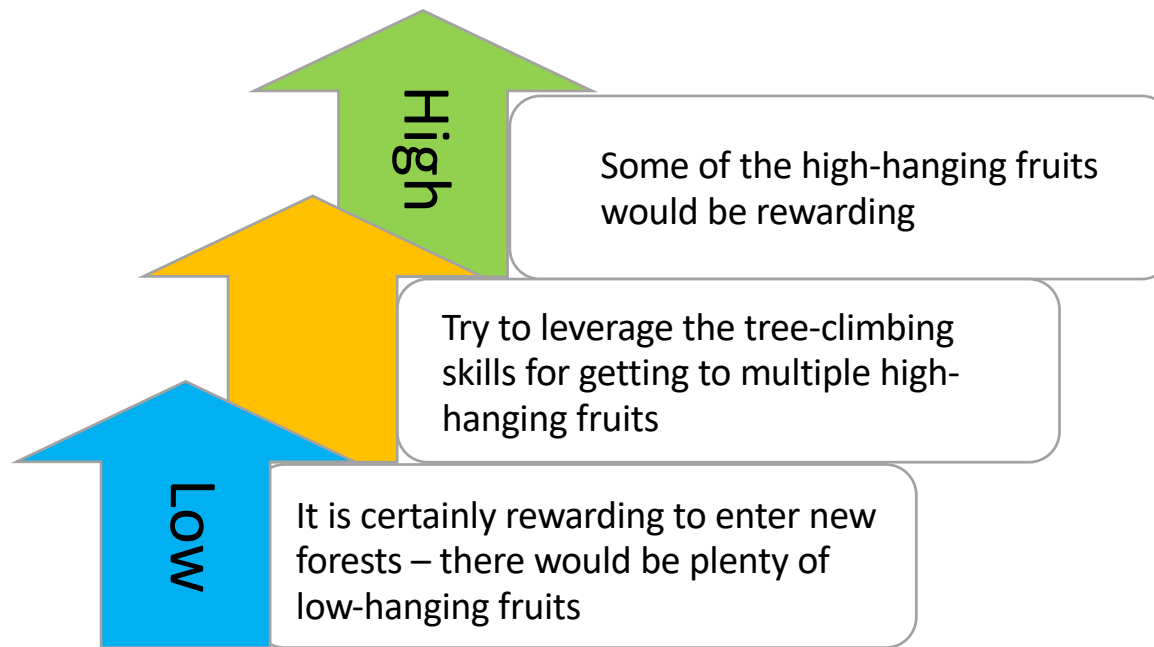 High
Some of the high-hanging fruits
would be rewarding
Try to leverage the tree-climbing
skills for getting to multiple high-
hanging fruits
Low
It is certainly rewarding to enter new
forests – there would be plenty of
low-hanging fruits